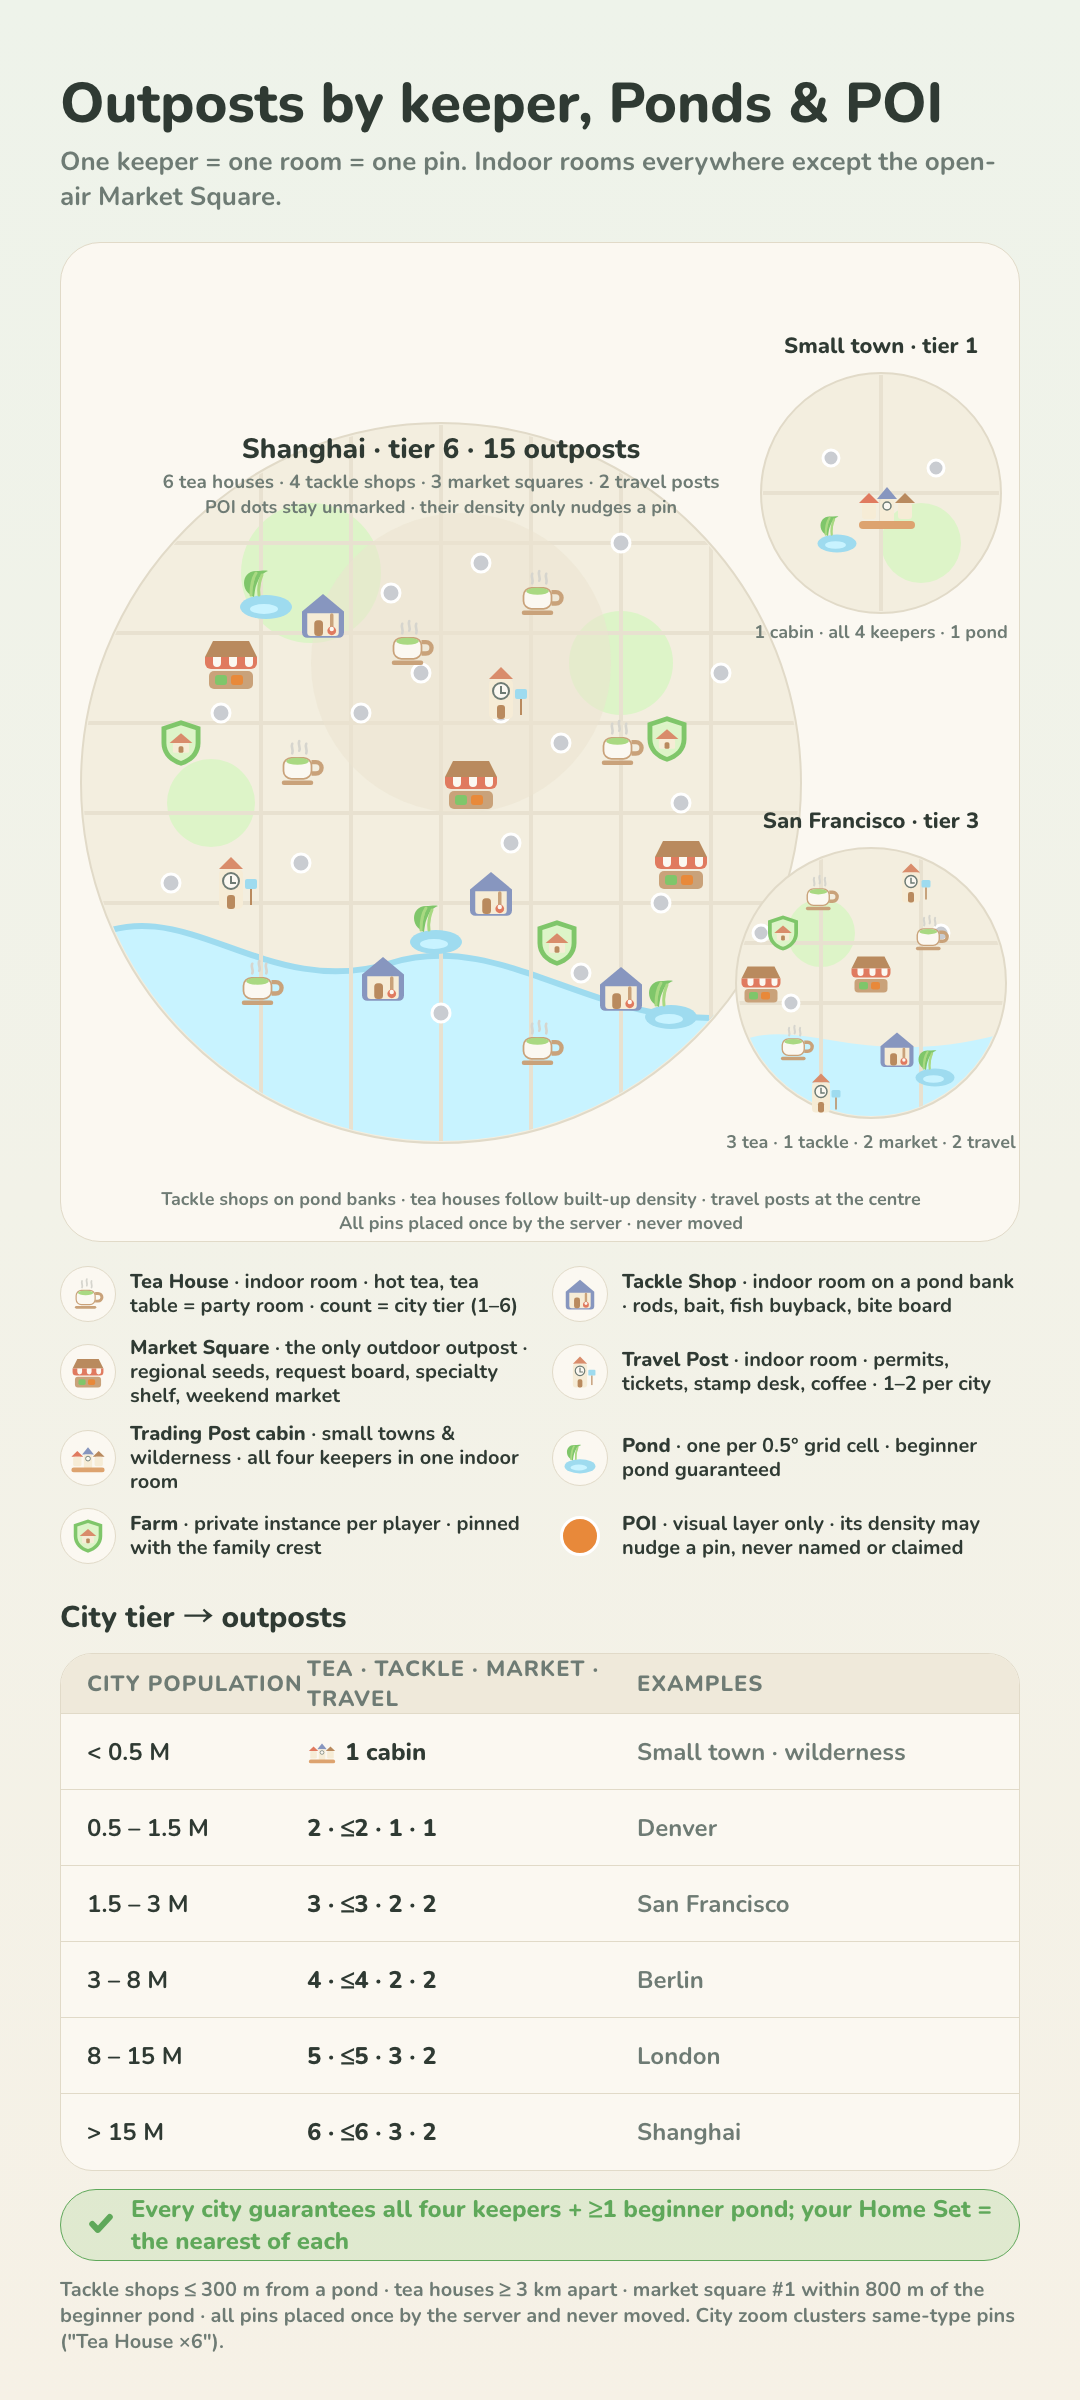 Outposts by keeper, Ponds & POI
One keeper = one room = one pin. Indoor rooms everywhere except the open-
air Market Square.
Small town · tier 1
1 cabin · all 4 keepers · 1 pond
Shanghai · tier 6 · 15 outposts
6 tea houses · 4 tackle shops · 3 market squares · 2 travel posts
POI dots stay unmarked · their density only nudges a pin
San Francisco · tier 3
3 tea · 1 tackle · 2 market · 2 travel
Tackle shops on pond banks · tea houses follow built-up density · travel posts at the centre
All pins placed once by the server · never moved
Tea House · indoor room · hot tea, tea
table = party room · count = city tier (1–6)
Tackle Shop · indoor room on a pond bank
· rods, bait, fish buyback, bite board
Market Square · the only outdoor outpost ·
regional seeds, request board, specialty
shelf, weekend market
Travel Post · indoor room · permits,
tickets, stamp desk, coffee · 1–2 per city
Trading Post cabin · small towns &
wilderness · all four keepers in one indoor
room
Pond · one per 0.5° grid cell · beginner
pond guaranteed
Farm · private instance per player · pinned
with the family crest
POI · visual layer only · its density may
nudge a pin, never named or claimed
City tier → outposts
CITY POPULATION
TEA · TACKLE · MARKET ·
TRAVEL
EXAMPLES
< 0.5 M
1 cabin
Small town · wilderness
0.5 – 1.5 M
2 · ≤2 · 1 · 1
Denver
1.5 – 3 M
3 · ≤3 · 2 · 2
San Francisco
3 – 8 M
4 · ≤4 · 2 · 2
Berlin
8 – 15 M
5 · ≤5 · 3 · 2
London
> 15 M
6 · ≤6 · 3 · 2
Shanghai
Every city guarantees all four keepers + ≥1 beginner pond; your Home Set =
the nearest of each
Tackle shops ≤ 300 m from a pond · tea houses ≥ 3 km apart · market square #1 within 800 m of the
beginner pond · all pins placed once by the server and never moved. City zoom clusters same-type pins
("Tea House ×6").